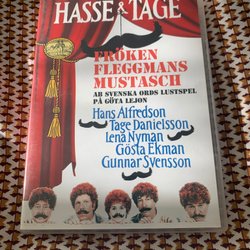 HASSE & TAGE
FRÖKEN
FLEGGMANS
MUSTASCH
AB SVENSKA ORDS LUSTSPEL
PÅ GÖTA LEJON
Hans Alfredson
Tage Danielsson
Lena Nyman
Gösta Ekman
Gunnar Svensson